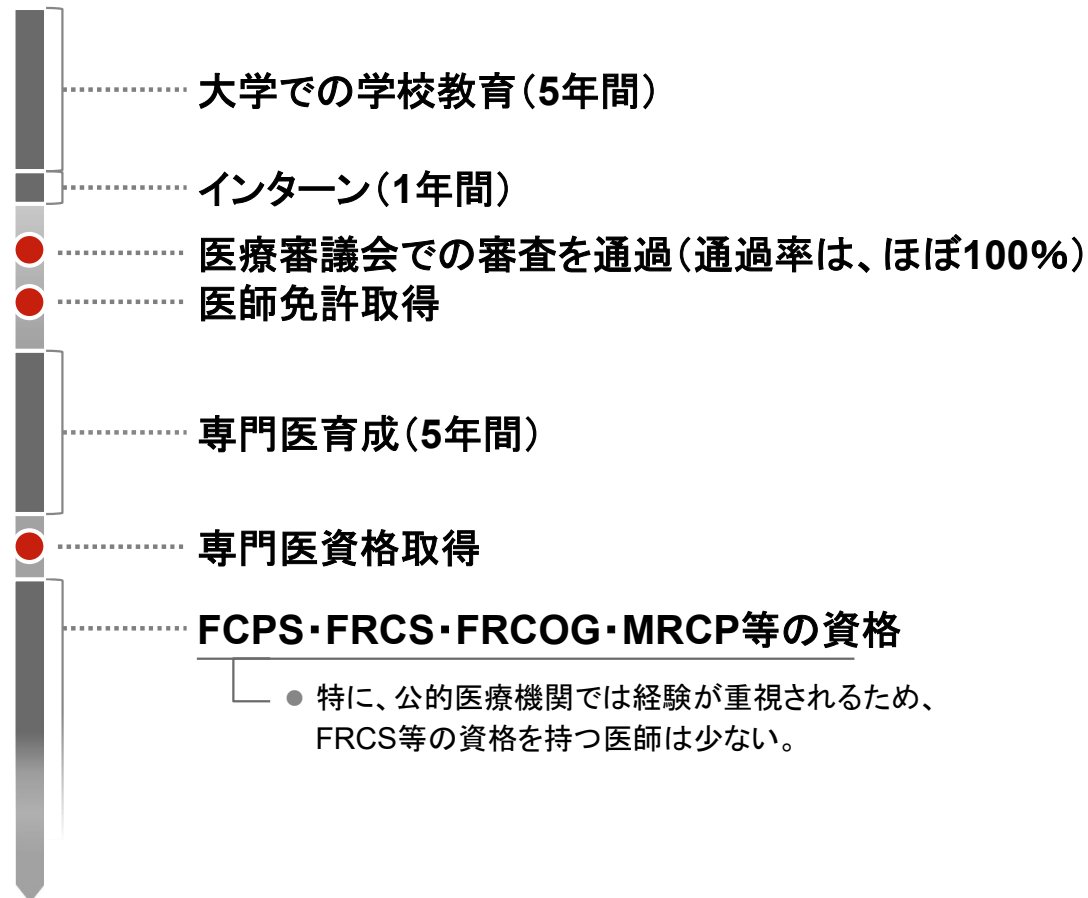 大学での学校教育(5年間)
インターン(1年間)
医療審議会での審査を通過(通過率は、ほぼ100%)
医師免許取得
専門医育成(5年間)
専門医資格取得
FCPS・FRCS・FRCOG・MRCP等の資格
● 特に、公的医療機関では経験が重視されるため、
FRCS等の資格を持つ医師は少ない。